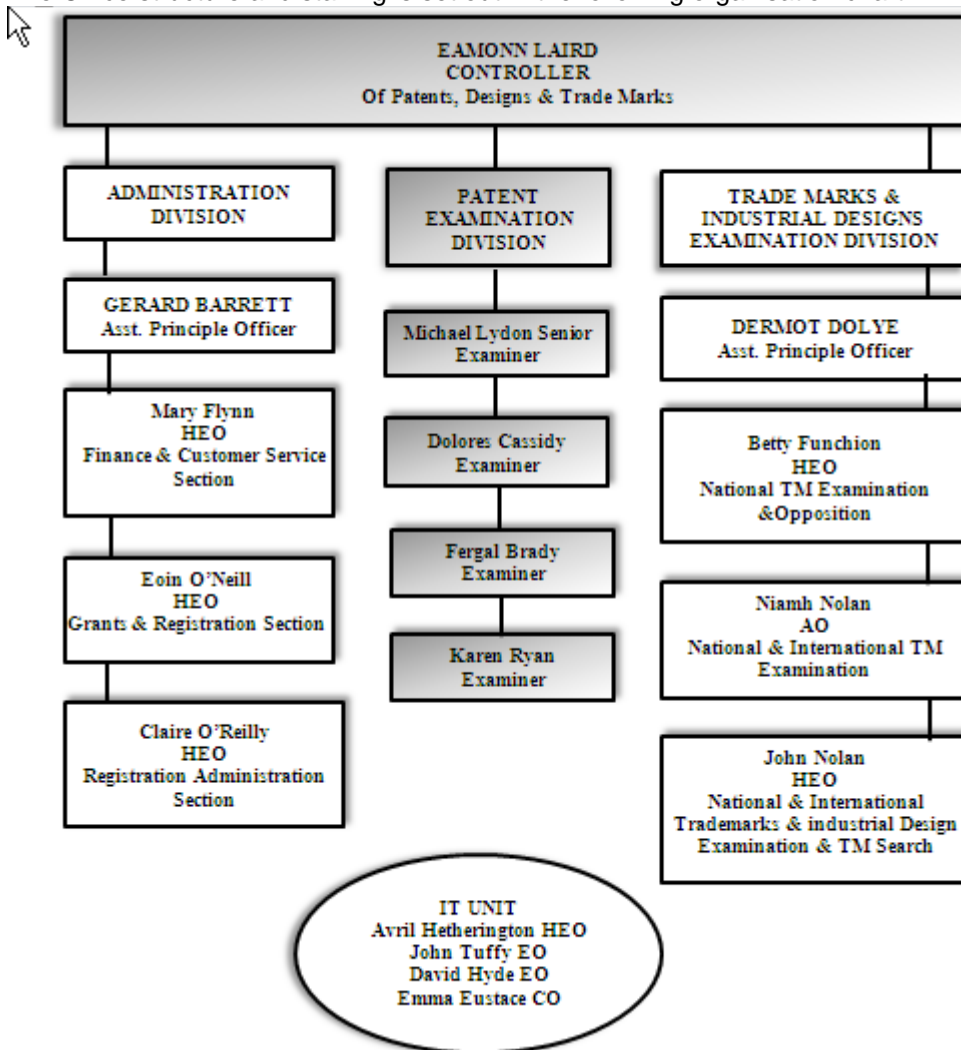 EAMONN LAIRD
CONTROLLER
Of Patents, Designs & Trade Marks
ADMINISTRATION
DIVISION
GERARD BARRETT
Asst. Principle Officer
Mary Flynn
HEO
Finance & Customer Service
Section
Eoin O'Neill
HEO
Grants & Registration Section
Claire O'Reilly
HEO
Registration Administration
Section
PATENT
EXAMINATION
DIVISION
Michael Lydon Senior
Examiner
Dolores Cassidy
Examiner
Fergal Brady
Examiner
Karen Ryan
Examiner
TRADE MARKS &
INDUSTRIAL DESIGNS
EXAMINATION DIVISION
DERMOT DOLYE
Asst. Principle Officer
Betty Funchion
HEO
National TM Examination
&Opposition
Niamh Nolan
AO
National & International TM
Examination
John Nolan
HEO
National & International
Trademarks & industrial Design
Examination & TM Search
IT UNIT
Avril Hetherington HEO
John Tuffy EO
David Hyde EO
Emma Eustace CO